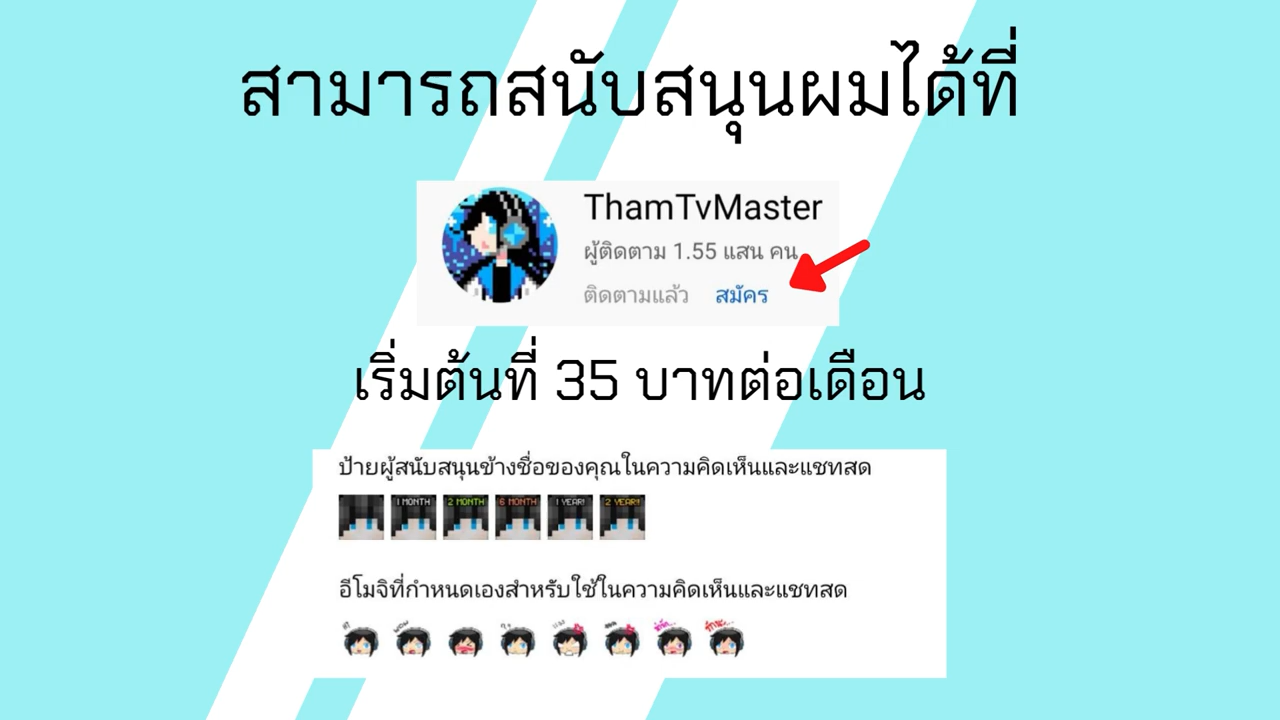 สามารถสนับสนุนผมได้ที่
ThamTvMaster
ผู้ติดตาม 1.55 แสน คน
ติดตามแล้ว สมัคร
เริ่มต้นที่ 35 บาทต่อเดือน
ป้ายผู้สนับสนุนข้างชื่อของคุณในความคิดเห็นและแชทสด
1 MONTH 2 MONTH 6 MONTH 1 YEAR! 2 YEAR!!
อีโมจิที่กำหนดเองสำหรับใช้ในความคิดเห็นและแชทสด